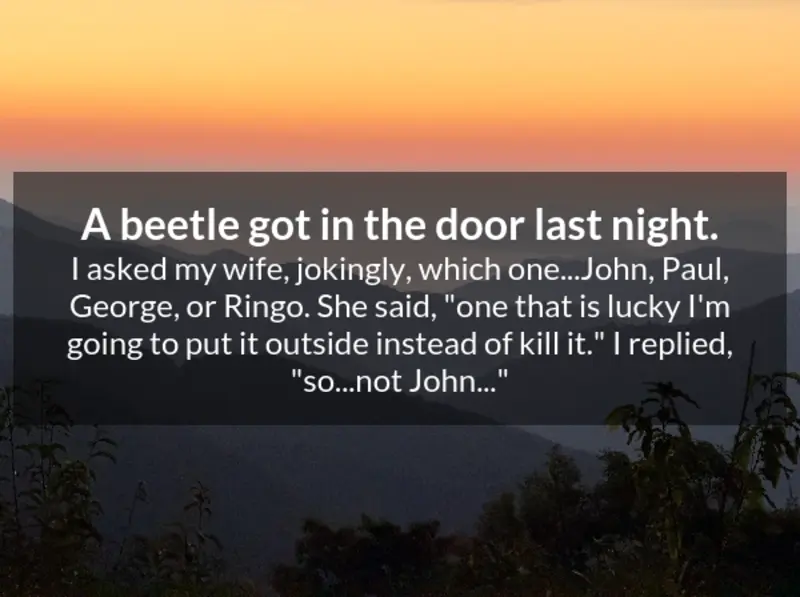 A beetle got in the door last night.
I asked my wife, jokingly, which one...John, Paul,
George, or Ringo. She said, "one that is lucky I'm
going to put it outside instead of kill it." I replied,
"so...not John..."